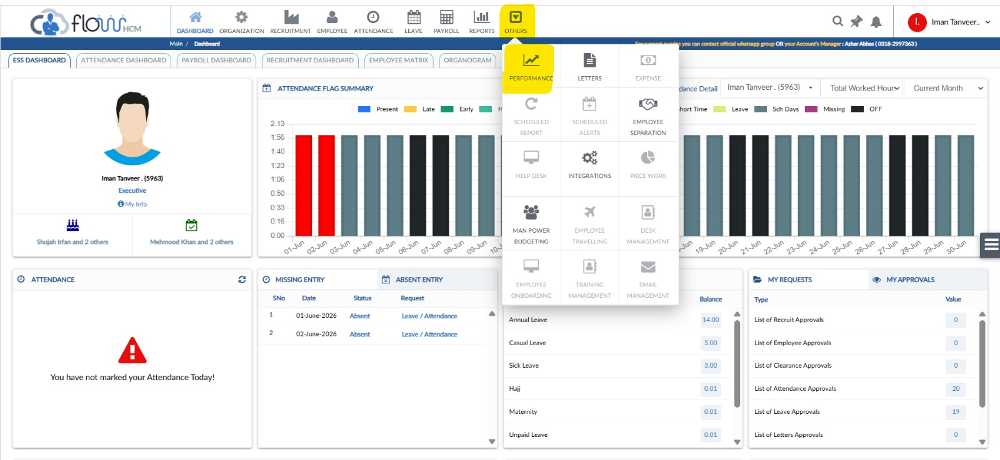 flow HCM
DASHBOARD ORGANIZATION RECRUITMENT EMPLOYEE ATTENDANCE LEAVE PAYROLL REPORTS OTHERS
I. Iman Tanveer..
Main / Dashboard
For support queries you can contact official whatsapp group OR your Account's Manager : Azhar Abbas ( 0318-2997363 )
ESS DASHBOARD ATTENDANCE DASHBOARD PAYROLL DASHBOARD RECRUITMENT DASHBOARD EMPLOYEE MATRIX ORGANOGRAM
PERFORMANCE LETTERS EXPENSE
SCHEDULED REPORT
SCHEDULED ALERTS
EMPLOYEE SEPARATION
HELP DESK INTEGRATIONS PIECE WORK
MAN POWER BUDGETING
EMPLOYEE TRAVELLING
DESK MANAGEMENT
EMPLOYEE ONBOARDING
TRAINING MANAGEMENT
EMAIL MANAGEMENT
Iman Tanveer . (5963)
Executive
My Info
Shujah Irfan and 2 others
Mehmood Khan and 2 others
ATTENDANCE FLAG SUMMARY
dance Detail Iman Tanveer . (5963) Total Worked Hour: Current Month
Present Late Early H hort Time Leave Sch Days Missing OFF
2:13
1:56
1:40
1:23
1:06
0:50
0:33
0:16
0:00
01-Jun 02-Jun 03-Jun 04-Jun 05-Jun 06-Jun 07-Jun 08-Jun 09-Jun 10-J -Jun 19-Jun 20-Jun 21-Jun 22-Jun 23-Jun 24-Jun 25-Jun 26-Jun 27-Jun 28-Jun 29-Jun 30-Jun
ATTENDANCE
You have not marked your Attendance Today!
MISSING ENTRY ABSENT ENTRY
SNo Date Status Request
1 01-June-2026 Absent Leave / Attendance
2 02-June-2026 Absent Leave / Attendance
Balance
Annual Leave 14.00
Casual Leave 5.00
Sick Leave 3.00
Hajj 0.01
Maternity 0.01
Unpaid Leave 0.01
MY REQUESTS MY APPROVALS
Type Value
List of Recruit Approvals 0
List of Employee Approvals 0
List of Clearance Approvals 0
List of Attendance Approvals 20
List of Leave Approvals 19
List of Letters Approvals 0